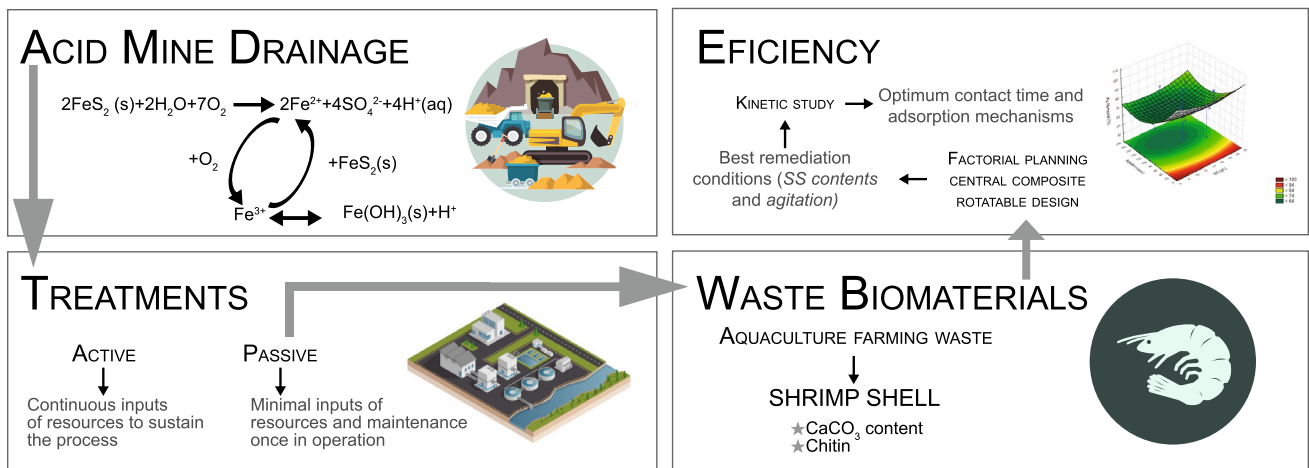 ACID MINE DRAINAGE
2FeS₂ (s)+2H₂O+7O₂ → 2Fe²⁺+4SO₄²⁻+4H⁺(aq)
+O₂
+FeS₂(s)
Fe³⁺ ↔ Fe(OH)₃(s)+H⁺
TREATMENTS
ACTIVE
Continuous inputs
of resources to sustain
the process
PASSIVE
Minimal inputs of
resources and maintenance
once in operation
EFICIENCY
KINETIC STUDY → Optimum contact time and
adsorption mechanisms
Best remediation
conditions (SS contents
and agitation)
FACTORIAL PLANNING
CENTRAL COMPOSITE
ROTATABLE DESIGN
WASTE BIOMATERIALS
AQUACULTURE FARMING WASTE
SHRIMP SHELL
★CaCO₃ content
★Chitin